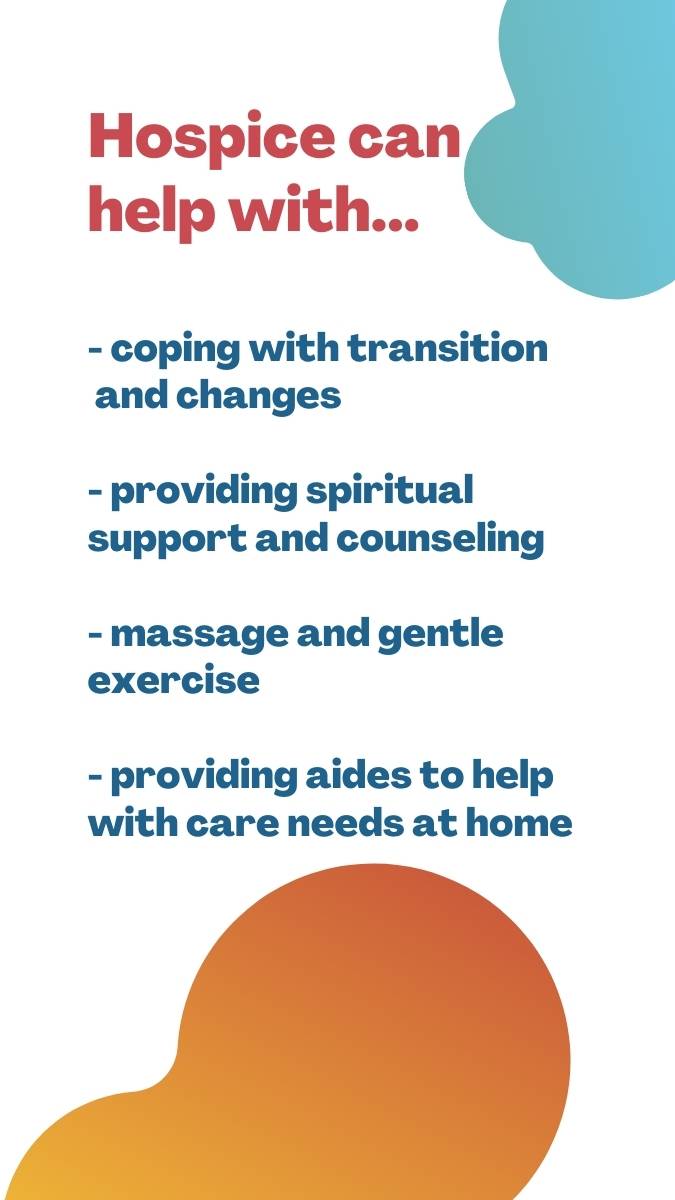 Hospice can
help with...
- coping with transition
and changes
- providing spiritual
support and counseling
- massage and gentle
exercise
- providing aides to help
with care needs at home